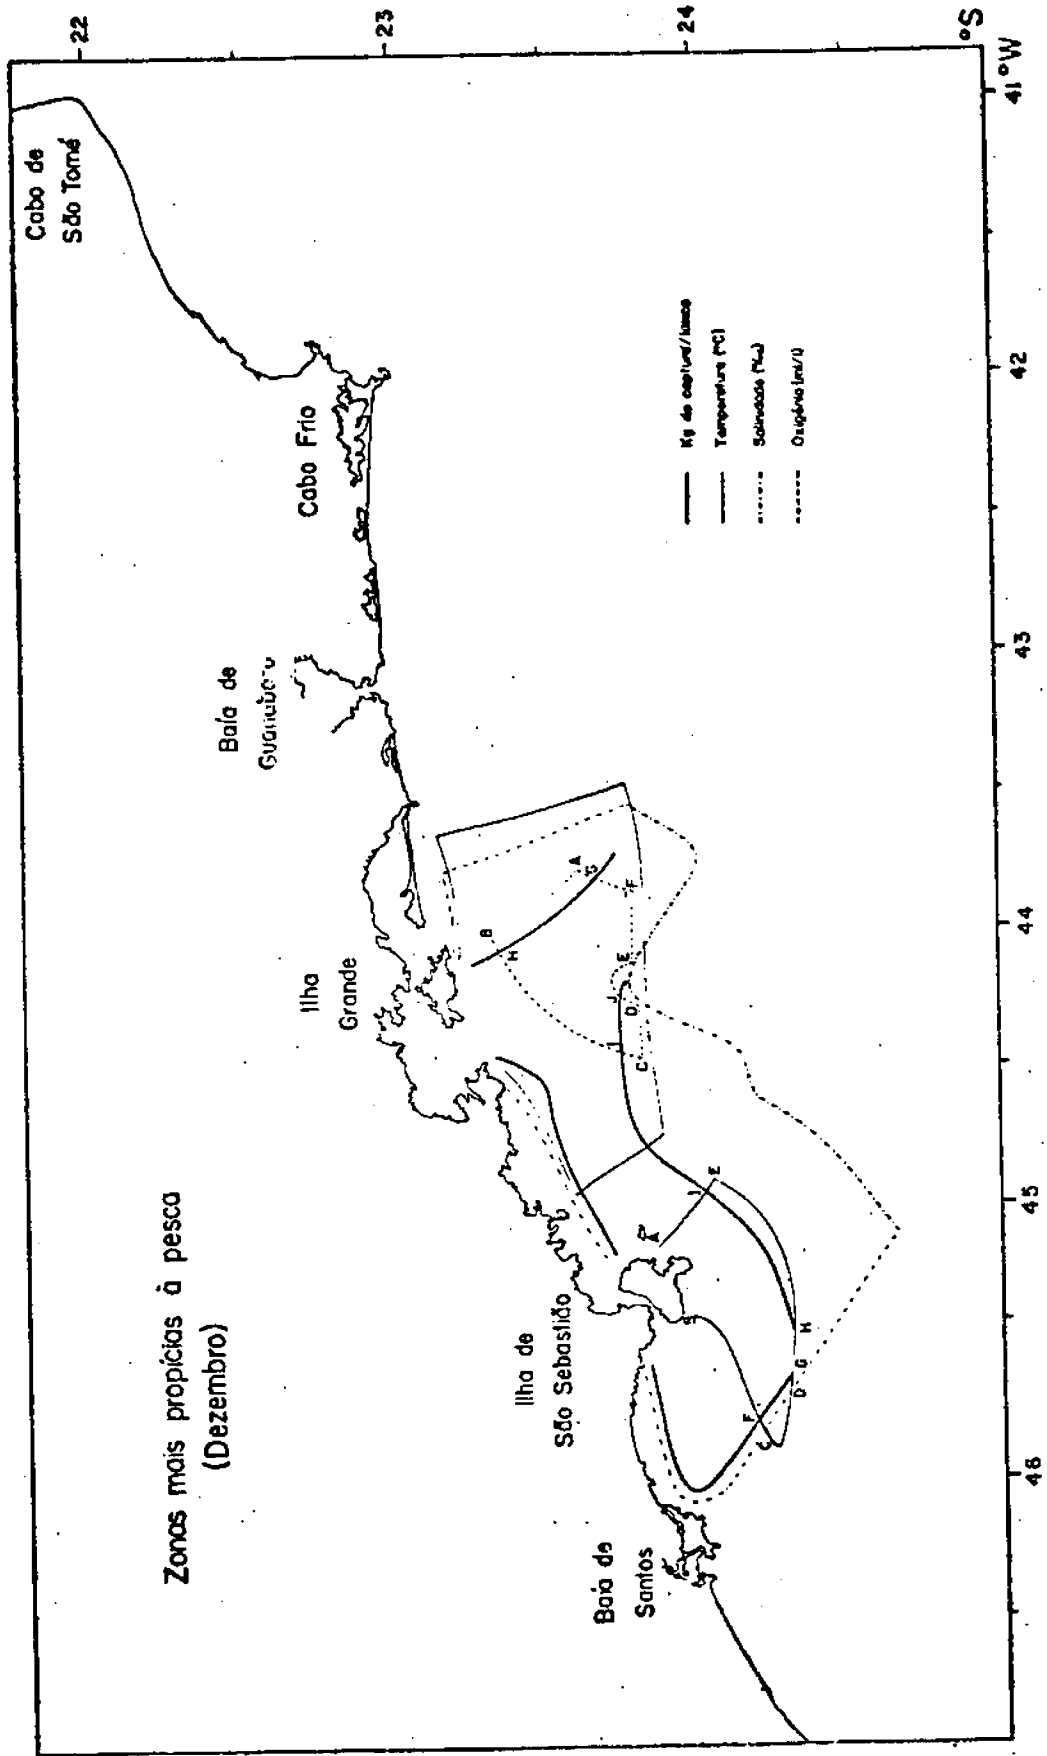 Zonas mais propícias à pesca
(Dezembro)
Cabo de
São Tomé
Cabo Frio
Baía de
Ilha
Grande
Ilha de
São Sebastião
Baía de
Santos
Kg de captura/lance
Temperatura (°C)
Salinidade (‰)
Oxigênio (ml/l)
22
23
24
°S
41 °W
42
43
44
45
46
A
B
H
F
E
J
D
I
C
J
E
A
H
G
D
F